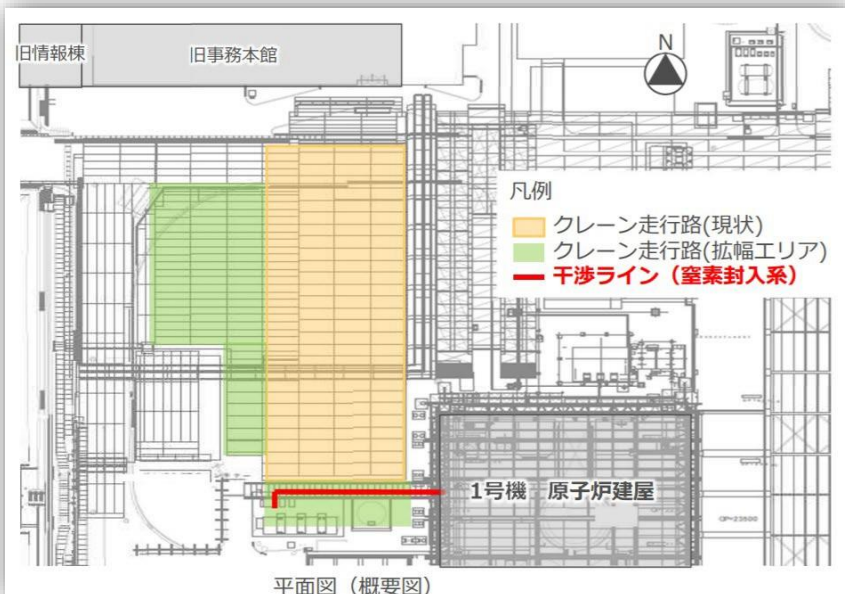 旧情報棟
旧事務本館
N
凡例
クレーン走行路(現状)
クレーン走行路(拡幅エリア)
干渉ライン（窒素封入系）
1号機　原子炉建屋
平面図（概要図）